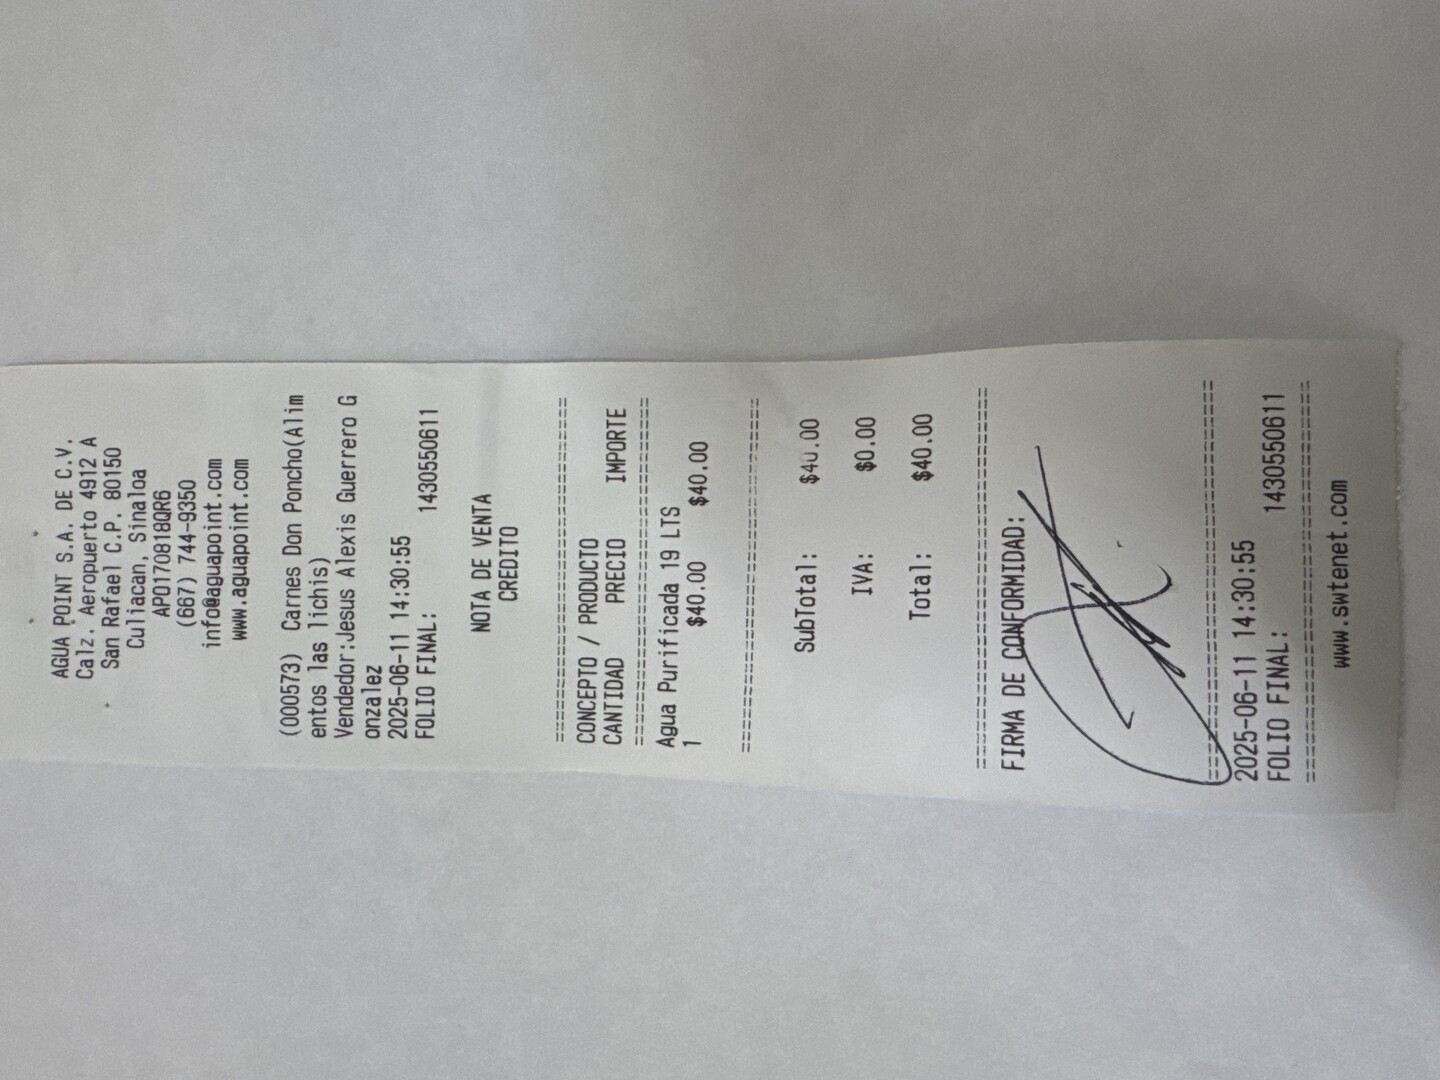 AGUA POINT S.A. DE C.V.
Calz. Aeropuerto 4912 A
San Rafael C.P. 80150
Culiacan, Sinaloa
APO170818QR6
(667) 744-9350
info@aguapoint.com
www.aguapoint.com
(000573) Carnes Don Poncho(Alim
entos las lichis)
Vendedor:Jesus Alexis Guerrero G
onzalez
2025-06-11 14:30:55
FOLIO FINAL: 1430550611
NOTA DE VENTA
CREDITO
================================
CONCEPTO / PRODUCTO
CANTIDAD PRECIO IMPORTE
================================
Agua Purificada 19 LTS
1 $40.00 $40.00
================================
SubTotal: $40.00
IVA: $0.00
Total: $40.00
================================
FIRMA DE CONFORMIDAD:
================================
2025-06-11 14:30:55
FOLIO FINAL: 1430550611
================================
www.swtenet.com